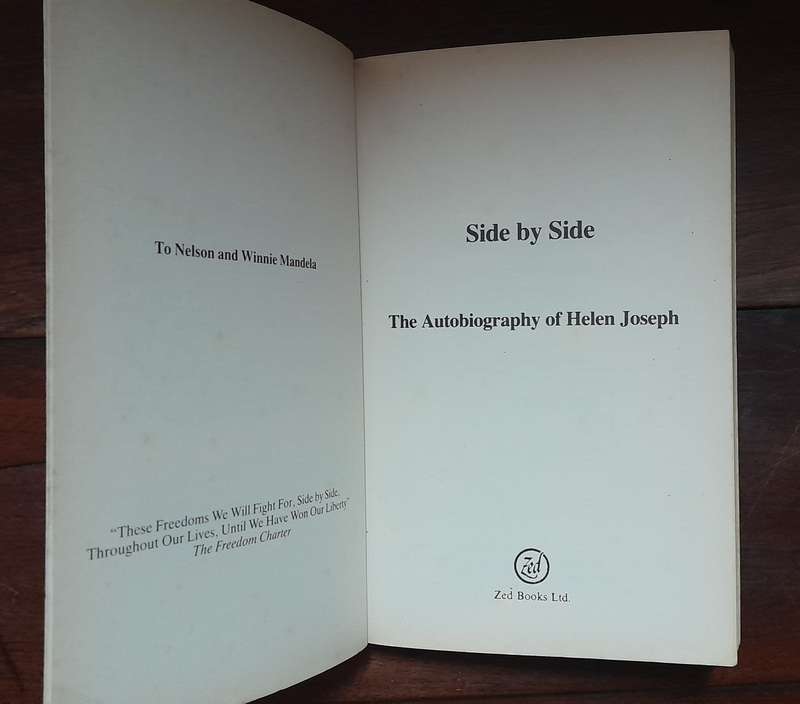 To Nelson and Winnie Mandela
"These Freedoms We Will Fight For, Side by Side,
Throughout Our Lives, Until We Have Won Our Liberty"
The Freedom Charter
Side by Side
The Autobiography of Helen Joseph
Zed
Zed Books Ltd.